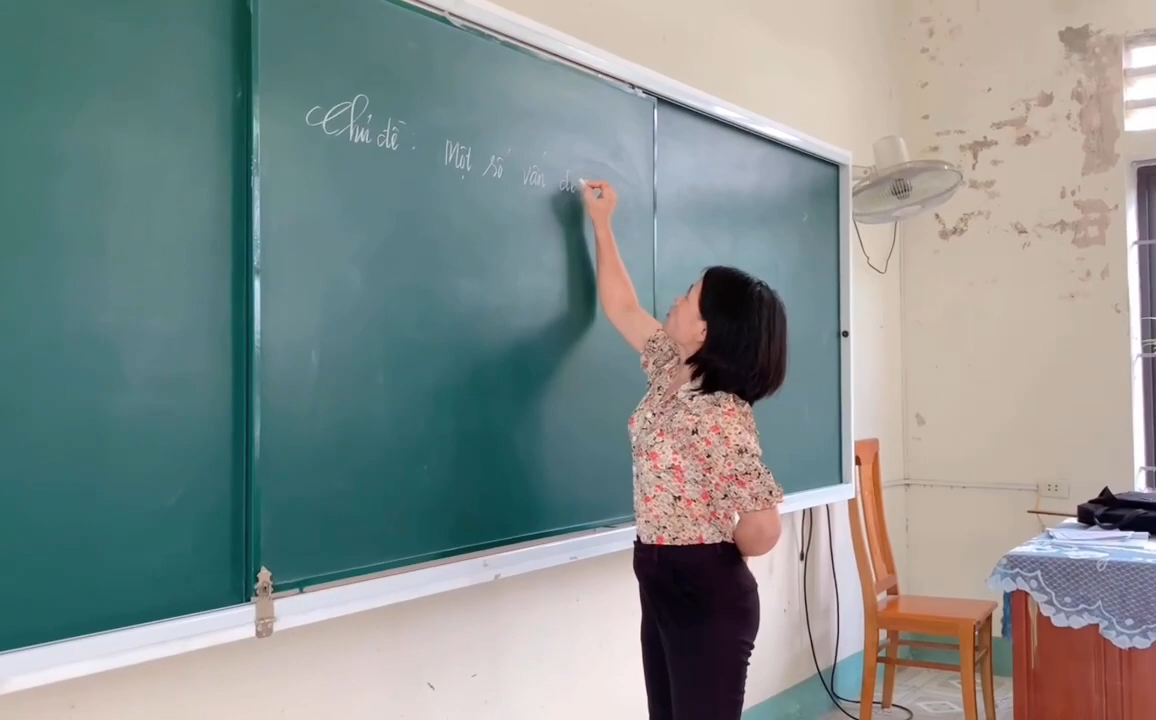 Chủ đề : Một số vấn đề